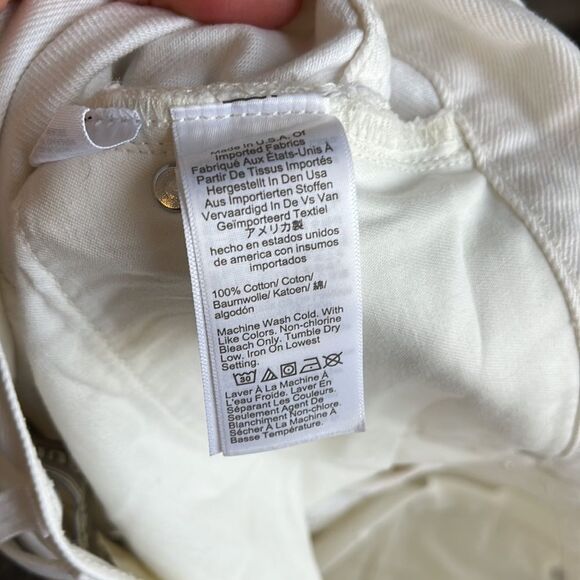 Made In U.S.A. Of
Imported Fabrics
Fabriqué Aux États-Unis À
Partir De Tissus Importés
Hergestellt In Den Usa
Aus Importierten Stoffen
Vervaardigd In De Vs Van
Geïmporteerd Textiel
アメリカ製
hecho en estados unidos
de america con insumos
importados
100% Cotton/ Coton/
Baumwolle/ Katoen/ 綿/
algodón
Machine Wash Cold. With
Like Colors. Non-chlorine
Bleach Only. Tumble Dry
Low. Iron On Lowest
Setting.
30
Laver À La Machine À
L'eau Froide. Laver En
Séparant Les Couleurs.
Seulement Agent De
Blanchiment Non-chlore.
Sécher À La Machine À
Basse Température.